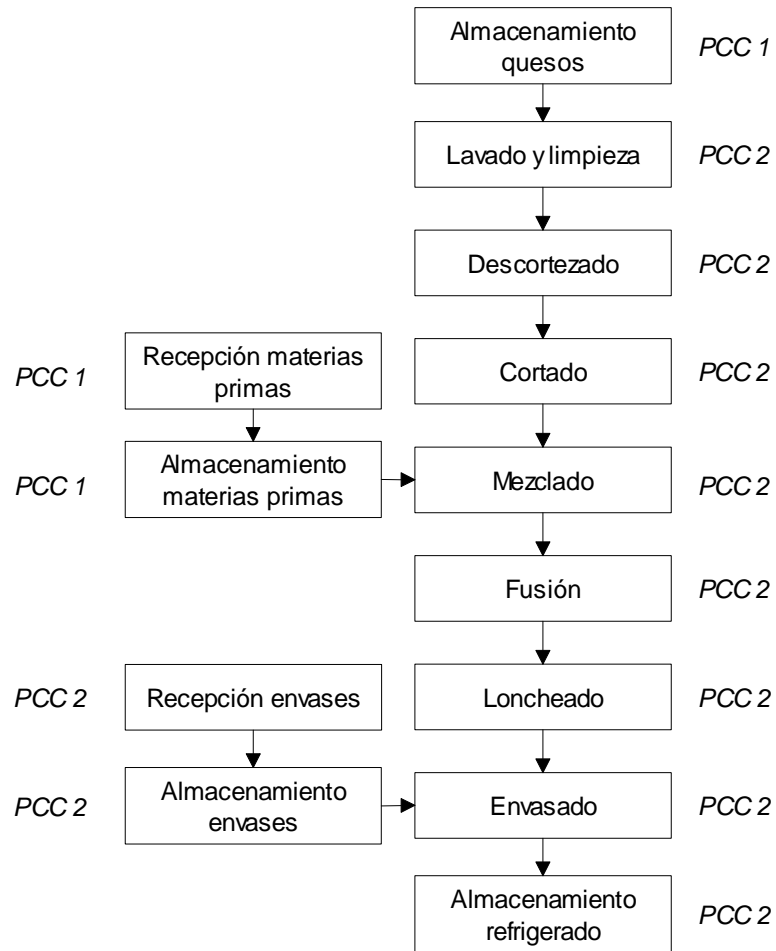 Almacenamiento
quesos
PCC 1
Lavado y limpieza
PCC 2
Descortezado
PCC 2
PCC 1
Recepción materias
primas
Cortado
PCC 2
PCC 1
Almacenamiento
materias primas
Mezclado
PCC 2
Fusión
PCC 2
PCC 2
Recepción envases
Loncheado
PCC 2
PCC 2
Almacenamiento
envases
Envasado
PCC 2
Almacenamiento
refrigerado
PCC 2